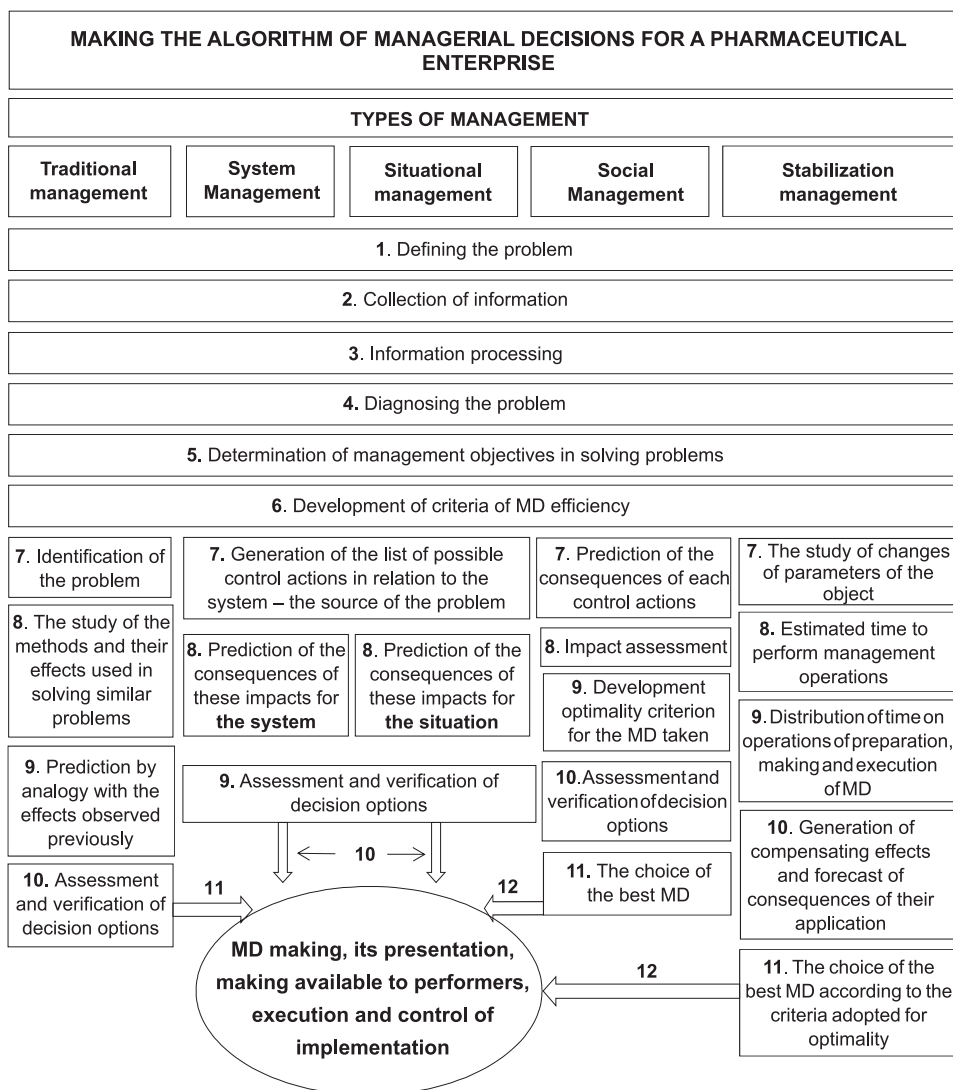 MAKING THE ALGORITHM OF MANAGERIAL DECISIONS FOR A PHARMACEUTICAL
ENTERPRISE
TYPES OF MANAGEMENT
Traditional
management
System
Management
Situational
management
Social
Management
Stabilization
management
1. Defining the problem
2. Collection of information
3. Information processing
4. Diagnosing the problem
5. Determination of management objectives in solving problems
6. Development of criteria of MD efficiency
7. Identification of
the problem
8. The study of the
methods and their
effects used in
solving similar
problems
9. Prediction by
analogy with the
effects observed
previously
10. Assessment
and verification of
decision options
11
7. Generation of the list of possible
control actions in relation to the
system – the source of the problem
8. Prediction of the
consequences of
these impacts for
the system
8. Prediction of the
consequences of
these impacts for
the situation
9. Assessment and verification of
decision options
10
7. Prediction of the
consequences of each
control actions
8. Impact assessment
9. Development
optimality criterion
for the MD taken
10. Assessment and
verification of decision
options
11. The choice of
the best MD
12
7. The study of changes
of parameters of the
object
8. Estimated time to
perform management
operations
9. Distribution of time on
operations of preparation,
making and execution
of MD
10. Generation of
compensating effects
and forecast of
consequences of their
application
11. The choice of the
best MD according to the
criteria adopted for
optimality
12
MD making, its presentation,
making available to performers,
execution and control of
implementation